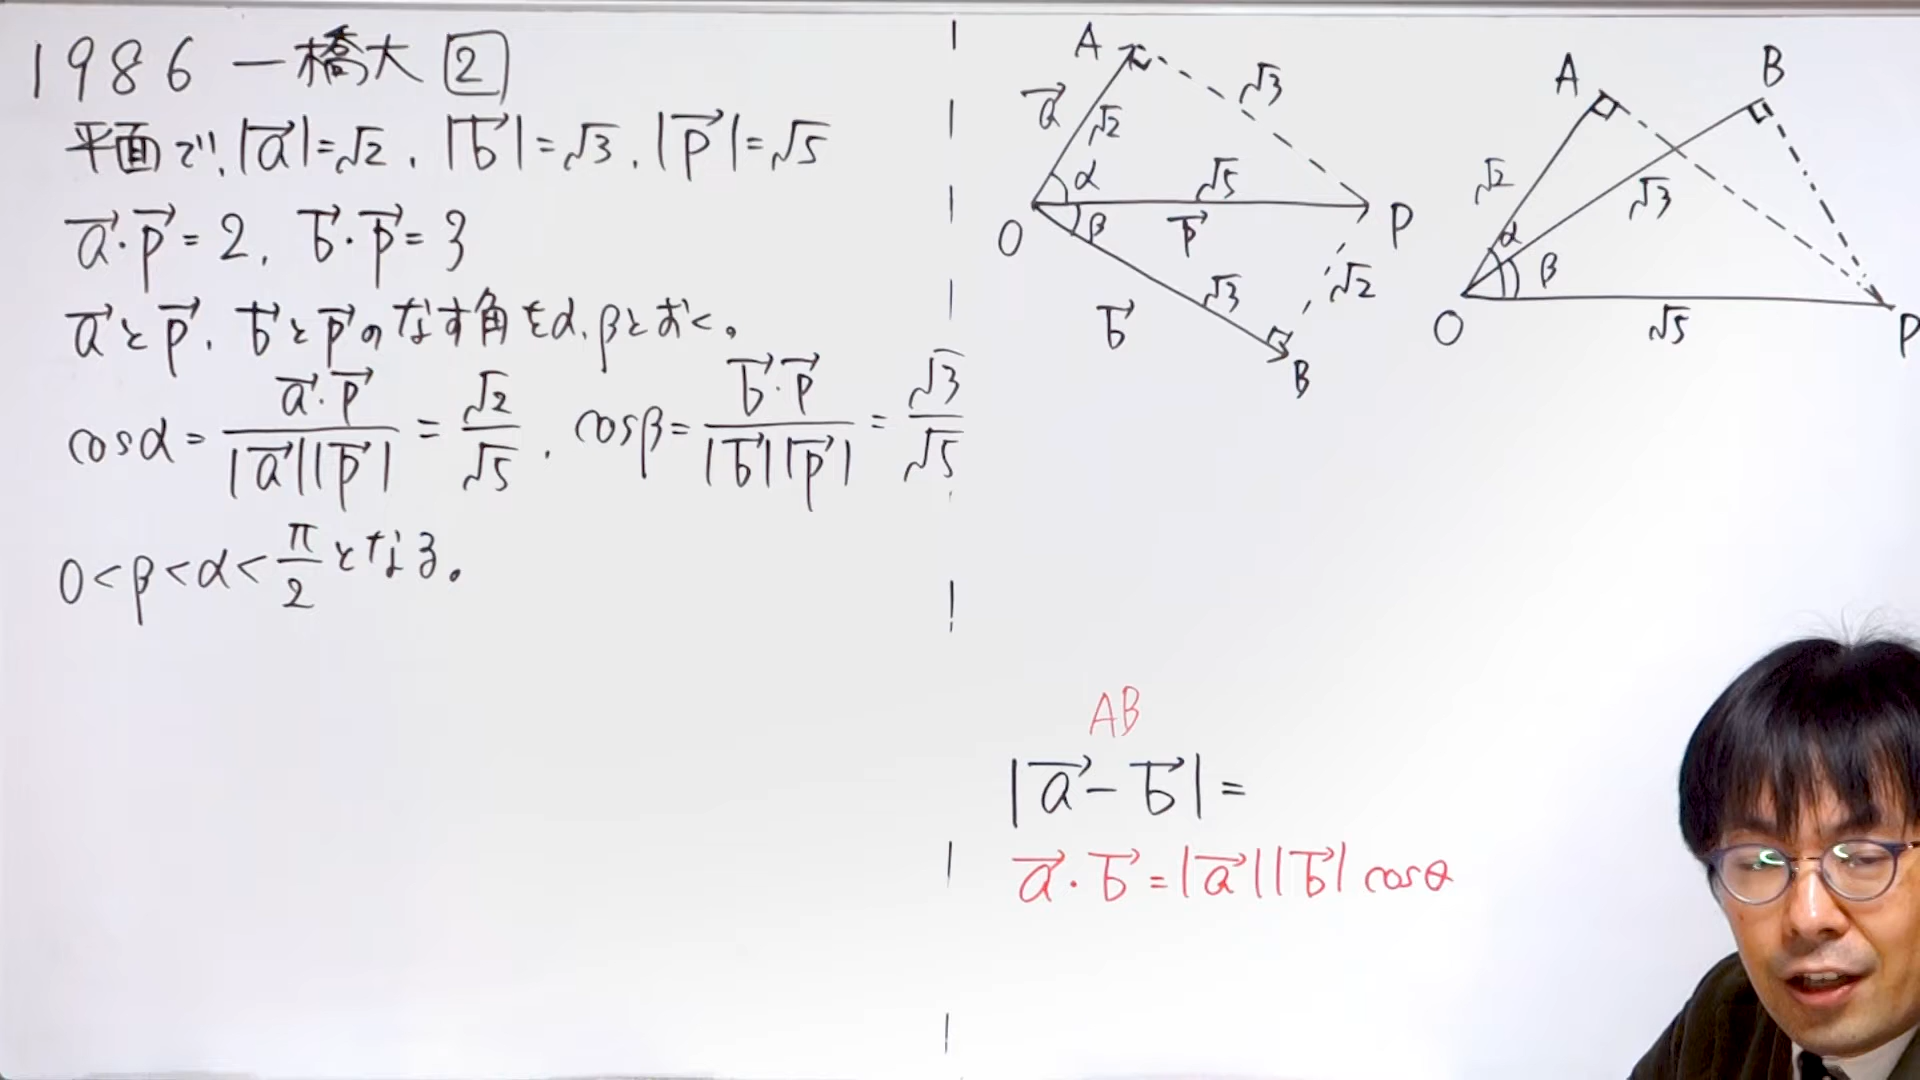 1986 一橋大 2
平面で、|a→|=√2, |b→|=√3, |p→|=√5
a→・p→=2, b→・p→=3
a→とp→, b→とp→のなす角をα,βとおく。
cosα= a→・p→/|a→||p→| = √2/√5, cosβ= b→・p→/|b→||p→| = √3/√5
0<β<α<π/2となる。
A
√3
a→
√2
α
√5
O
β
p→
P
√3
√2
b→
B
A
B
√2
√3
α
β
O
√5
P
AB
|a→-b→|=
a→・b→=|a→||b→|cosθ